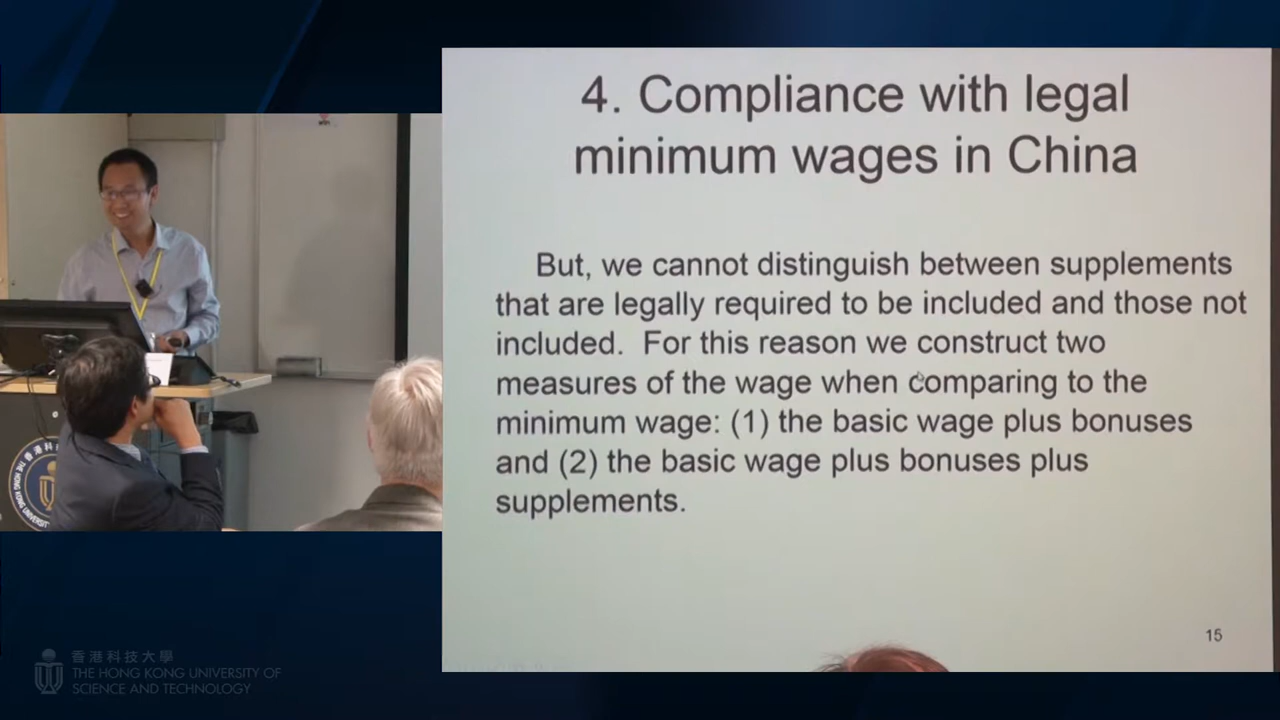 4. Compliance with legal
minimum wages in China
But, we cannot distinguish between supplements
that are legally required to be included and those not
included.  For this reason we construct two
measures of the wage when comparing to the
minimum wage: (1) the basic wage plus bonuses
and (2) the basic wage plus bonuses plus
supplements.
15
香港科技大學
THE HONG KONG UNIVERSITY OF
SCIENCE AND TECHNOLOGY